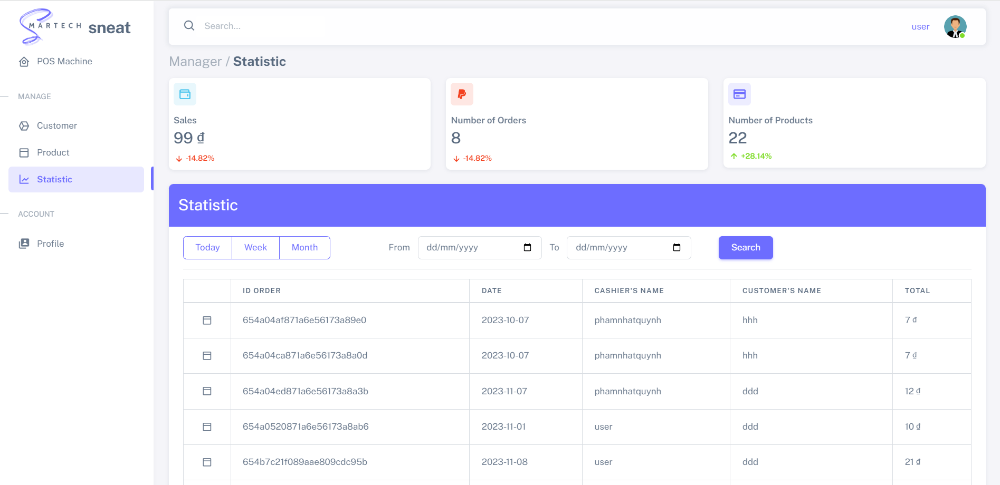 SMARTECH sneat
Search...
user
POS Machine
MANAGE
Customer
Product
Statistic
ACCOUNT
Profile
Manager / Statistic
Sales
99 ₫
-14.82%
Number of Orders
8
-14.82%
Number of Products
22
+28.14%
Statistic
Today Week Month From dd/mm/yyyy To dd/mm/yyyy Search
ID ORDER DATE CASHIER'S NAME CUSTOMER'S NAME TOTAL
654a04af871a6e56173a89e0 2023-10-07 phamnhatquynh hhh 7 ₫
654a04ca871a6e56173a8a0d 2023-10-07 phamnhatquynh hhh 7 ₫
654a04ed871a6e56173a8a3b 2023-11-07 phamnhatquynh ddd 12 ₫
654a0520871a6e56173a8ab6 2023-11-01 user ddd 10 ₫
654b7c21f089aae809cdc95b 2023-11-08 user ddd 21 ₫